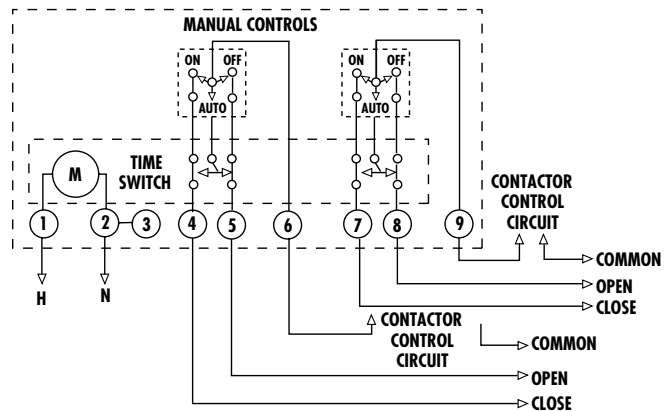 MANUAL CONTROLS
ON OFF
AUTO
ON OFF
AUTO
M
TIME
SWITCH
1
2
3
4
5
6
7
8
9
H
N
CONTACTOR
CONTROL
CIRCUIT
COMMON
OPEN
CLOSE
CONTACTOR
CONTROL
CIRCUIT
COMMON
OPEN
CLOSE